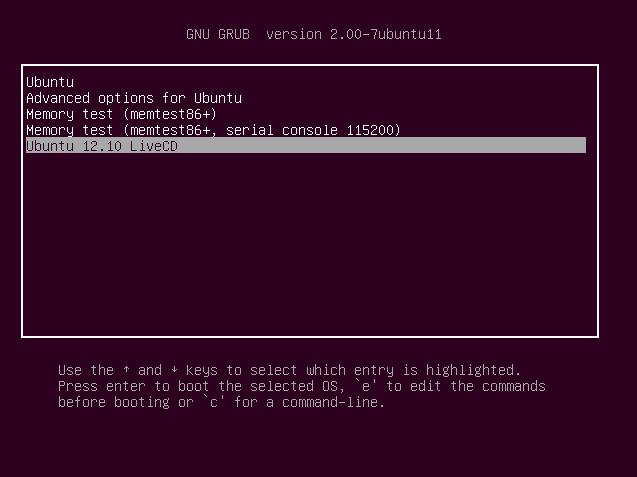 GNU GRUB  version 2.00-7ubuntu11
Ubuntu
Advanced options for Ubuntu
Memory test (memtest86+)
Memory test (memtest86+, serial console 115200)
Ubuntu 12.10 LiveCD
Use the ↑ and ↓ keys to select which entry is highlighted.
Press enter to boot the selected OS, `e' to edit the commands
before booting or `c' for a command-line.